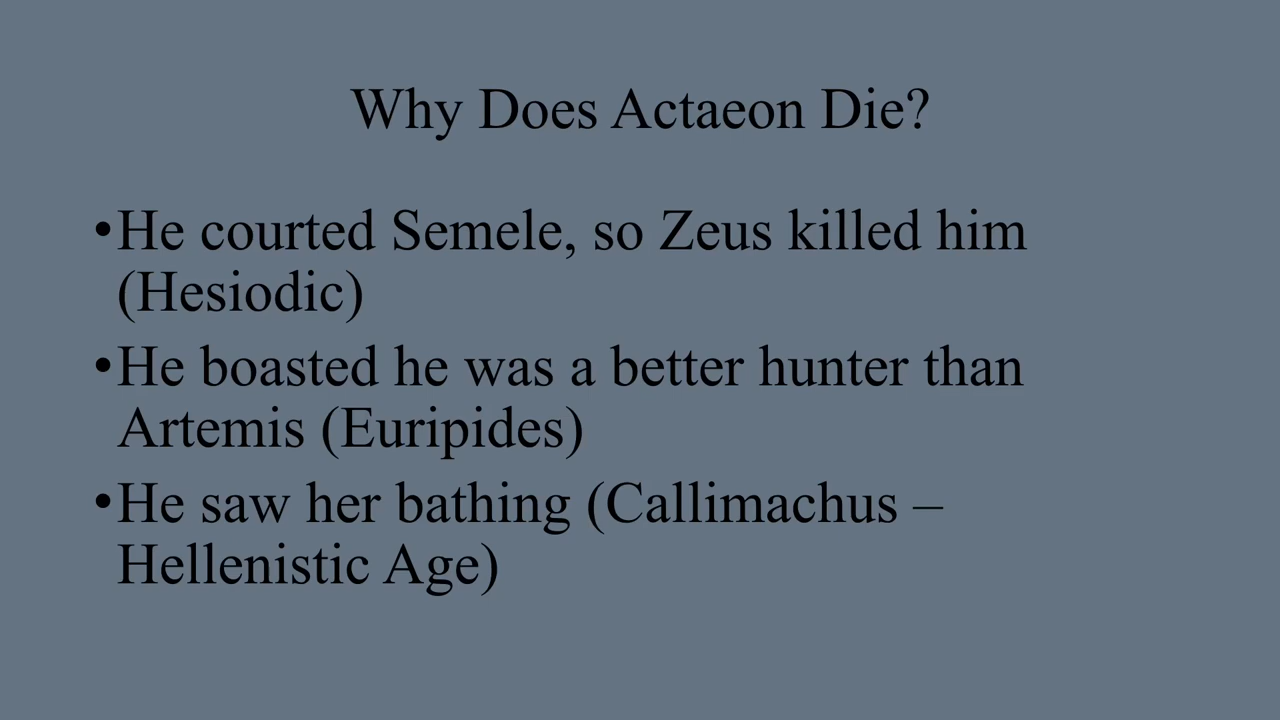 Why Does Actaeon Die?
•He courted Semele, so Zeus killed him
(Hesiodic)
•He boasted he was a better hunter than
Artemis (Euripides)
•He saw her bathing (Callimachus –
Hellenistic Age)